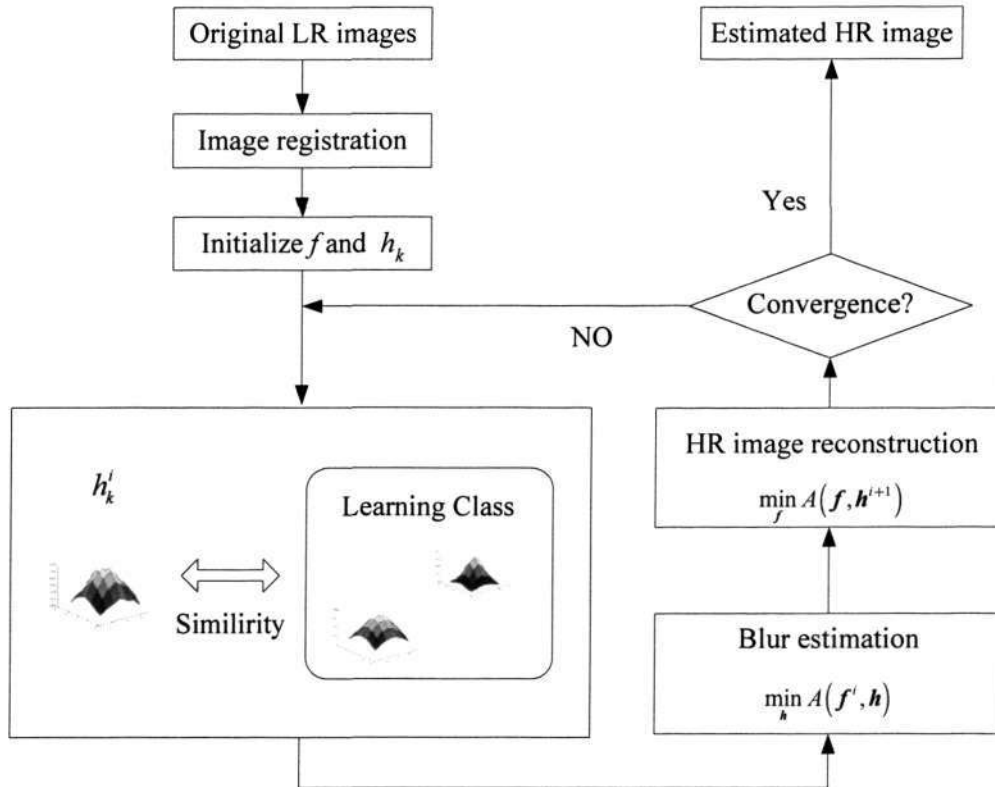 Original LR images
Image registration
Initialize f and h_k
h_k^i
Similirity
Learning Class
Blur estimation
min_h A(f^i, h)
HR image reconstruction
min_f A(f, h^{i+1})
Convergence?
NO
Yes
Estimated HR image